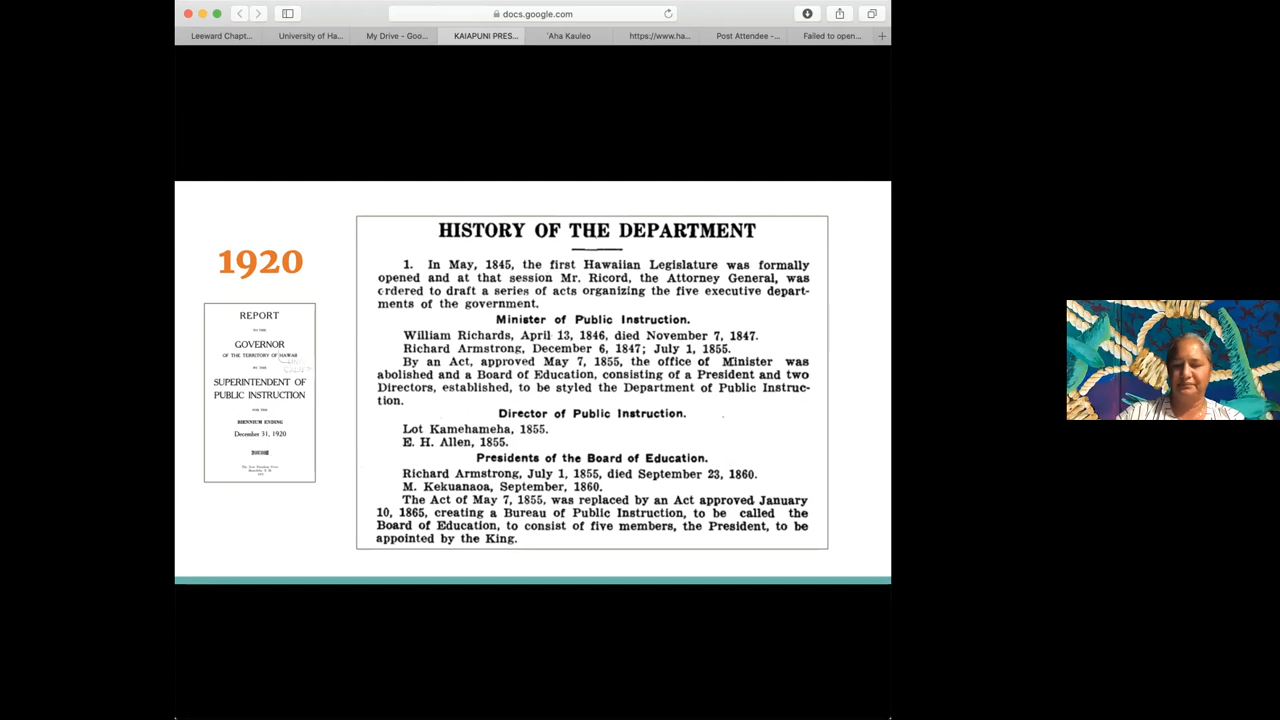 docs.google.com
Leeward Chapt...
University of Ha...
My Drive - Goo...
KAIAPUNI PRES...
'Aha Kauleo
https://www.ha...
Post Attendee -...
Failed to open...
1920
REPORT
TO THE
GOVERNOR
OF THE TERRITORY OF HAWAII
BY THE
SUPERINTENDENT OF
PUBLIC INSTRUCTION
FOR THE
BIENNIUM ENDING
December 31, 1920
HISTORY OF THE DEPARTMENT
1. In May, 1845, the first Hawaiian Legislature was formally
opened and at that session Mr. Ricord, the Attorney General, was
ordered to draft a series of acts organizing the five executive depart-
ments of the government.
Minister of Public Instruction.
William Richards, April 13, 1846, died November 7, 1847.
Richard Armstrong, December 6, 1847; July 1, 1855.
By an Act, approved May 7, 1855, the office of Minister was
abolished and a Board of Education, consisting of a President and two
Directors, established, to be styled the Department of Public Instruc-
tion.
Director of Public Instruction.
Lot Kamehameha, 1855.
E. H. Allen, 1855.
Presidents of the Board of Education.
Richard Armstrong, July 1, 1855, died September 23, 1860.
M. Kekuanaoa, September, 1860.
The Act of May 7, 1855, was replaced by an Act approved January
10, 1865, creating a Bureau of Public Instruction, to be called the
Board of Education, to consist of five members, the President, to be
appointed by the King.